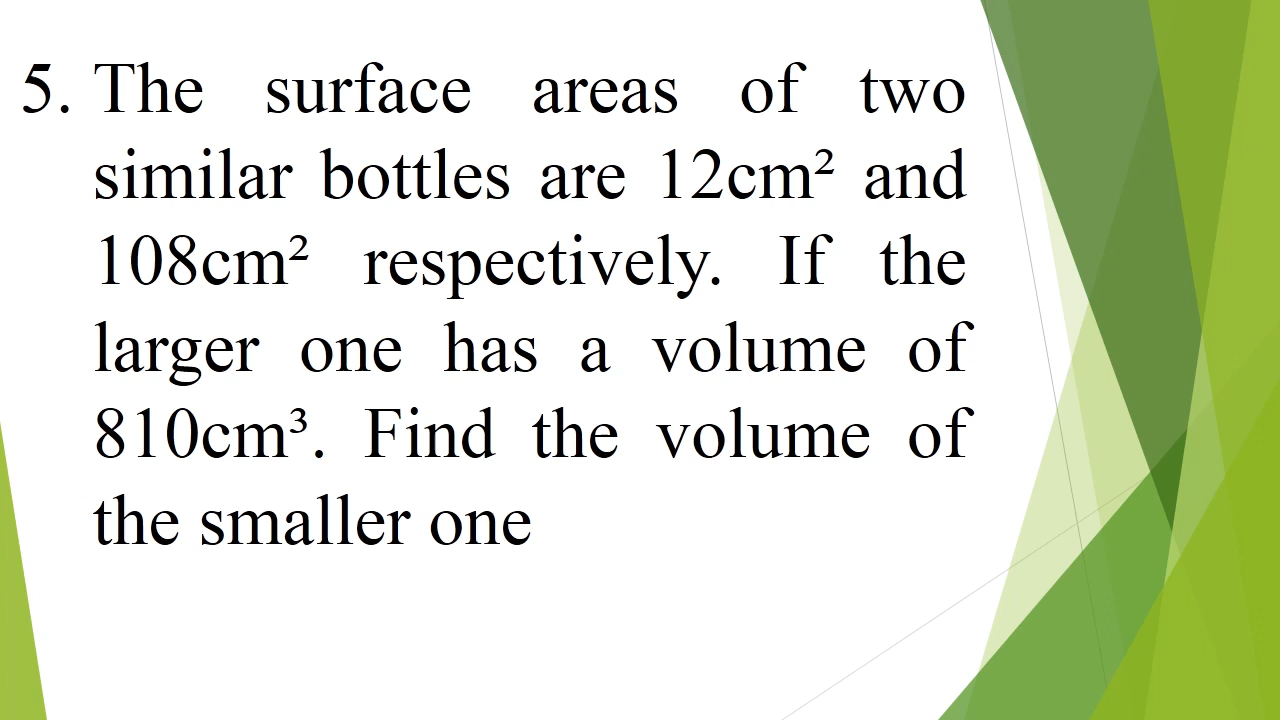 5. The surface areas of two
similar bottles are 12cm² and
108cm² respectively. If the
larger one has a volume of
810cm³. Find the volume of
the smaller one